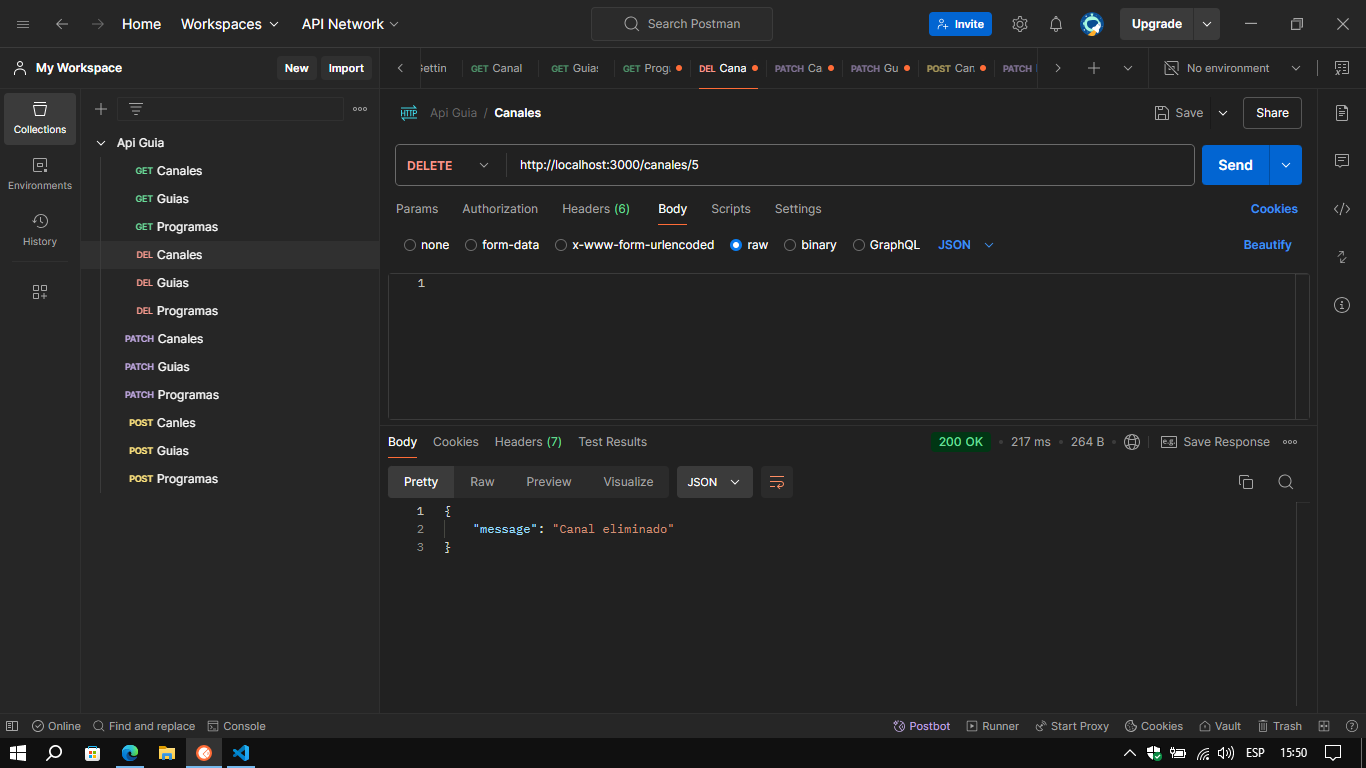 Home Workspaces API Network Search Postman Invite Upgrade
My Workspace New Import
GET Canal GET Guias GET Prog DEL Cana PATCH Ca PATCH Gu POST Can PATCH No environment
Collections
Environments
History
Api Guia
GET Canales
GET Guias
GET Programas
DEL Canales
DEL Guias
DEL Programas
PATCH Canales
PATCH Guias
PATCH Programas
POST Canles
POST Guias
POST Programas
HTTP Api Guia / Canales Save Share
DELETE http://localhost:3000/canales/5 Send
Params Authorization Headers (6) Body Scripts Settings Cookies
none form-data x-www-form-urlencoded raw binary GraphQL JSON Beautify
1
Body Cookies Headers (7) Test Results 200 OK • 217 ms • 264 B • e.g. Save Response
Pretty Raw Preview Visualize JSON
1 {
2 "message": "Canal eliminado"
3 }
Online Find and replace Console Postbot Runner Start Proxy Cookies Vault Trash
ESP 15:50